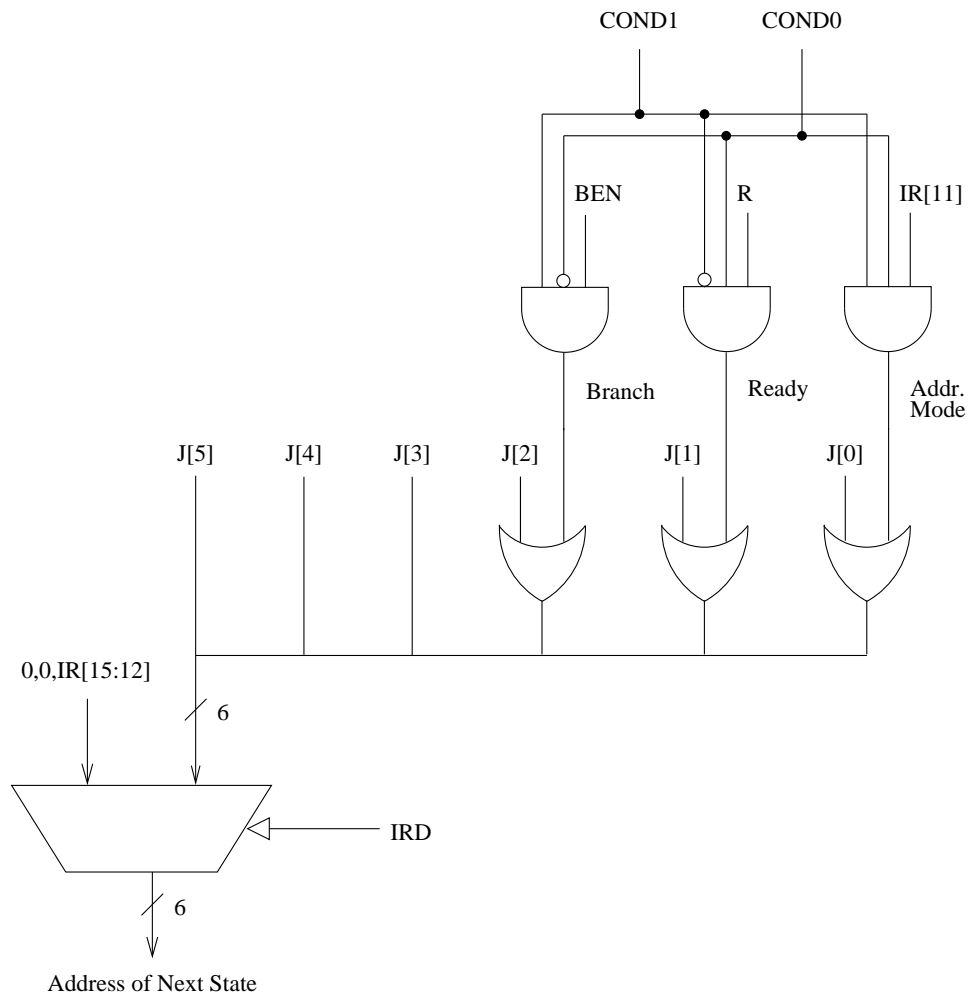 COND1 COND0
BEN R IR[11]
Branch Ready Addr.
Mode
J[5] J[4] J[3] J[2] J[1] J[0]
0,0,IR[15:12]
6
IRD
6
Address of Next State